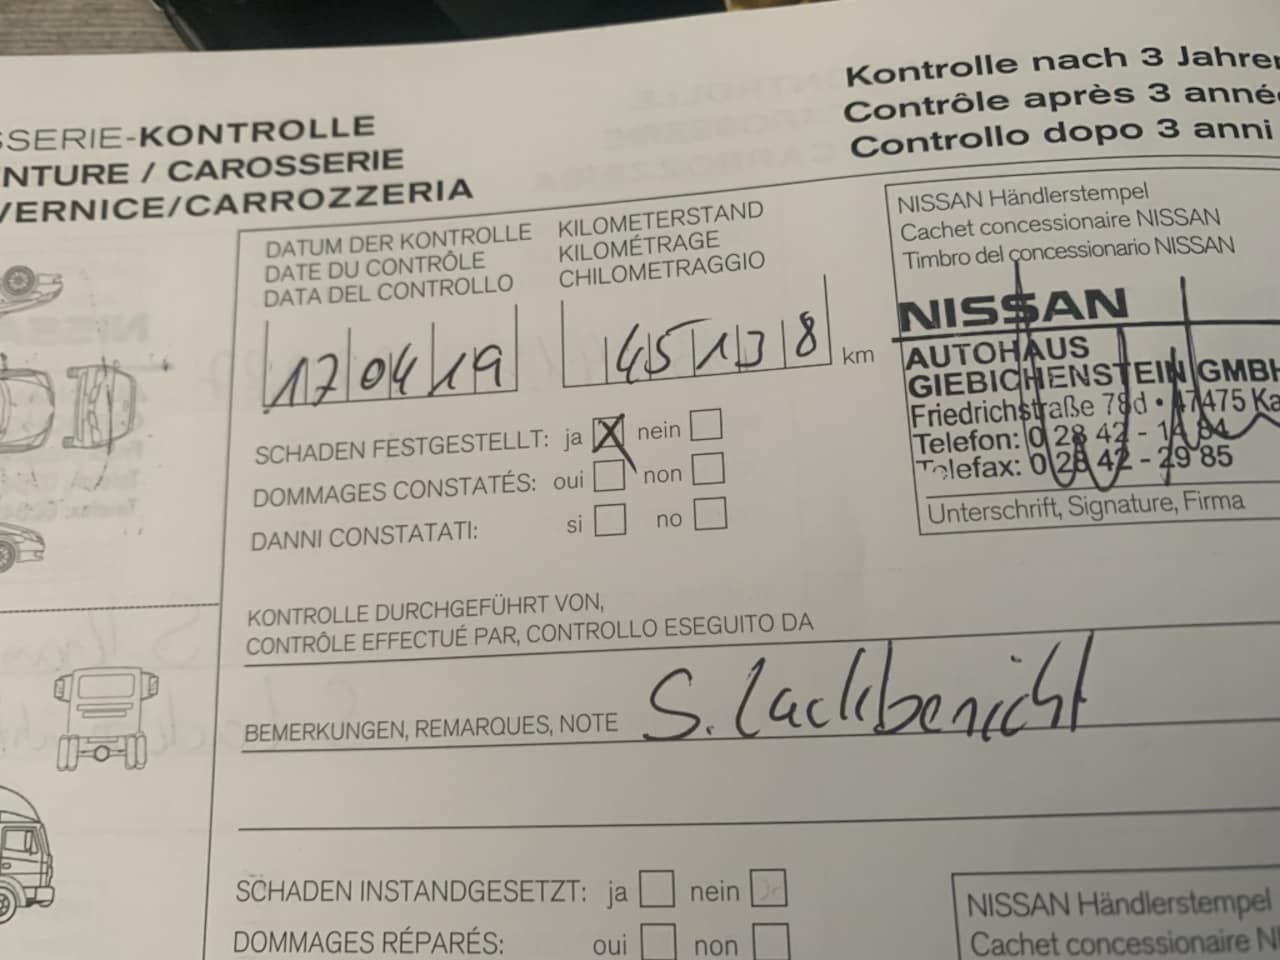 SSERIE-KONTROLLE
NTURE / CAROSSERIE
VERNICE/CARROZZERIA
Kontrolle nach 3 Jahren
Contrôle après 3 anné
Controllo dopo 3 anni
DATUM DER KONTROLLE
DATE DU CONTRÔLE
DATA DEL CONTROLLO
17 04 19
KILOMETERSTAND
KILOMÉTRAGE
CHILOMETRAGGIO
45138 km
NISSAN Händlerstempel
Cachet concessionaire NISSAN
Timbro del concessionario NISSAN
NISSAN
AUTOHAUS
GIEBICHENSTEIN GMBH
Friedrichstraße 78d • 47475 Ka
Telefon: 0 28 42 - 14 84
Telefax: 0 28 42 - 29 85
Unterschrift, Signature, Firma
SCHADEN FESTGESTELLT: ja X nein
DOMMAGES CONSTATÉS: oui non
DANNI CONSTATATI: si no
KONTROLLE DURCHGEFÜHRT VON,
CONTRÔLE EFFECTUÉ PAR, CONTROLLO ESEGUITO DA
BEMERKUNGEN, REMARQUES, NOTE S. Lackbericht
SCHADEN INSTANDGESETZT: ja nein
DOMMAGES RÉPARÉS: oui non
NISSAN Händlerstempel
Cachet concessionaire